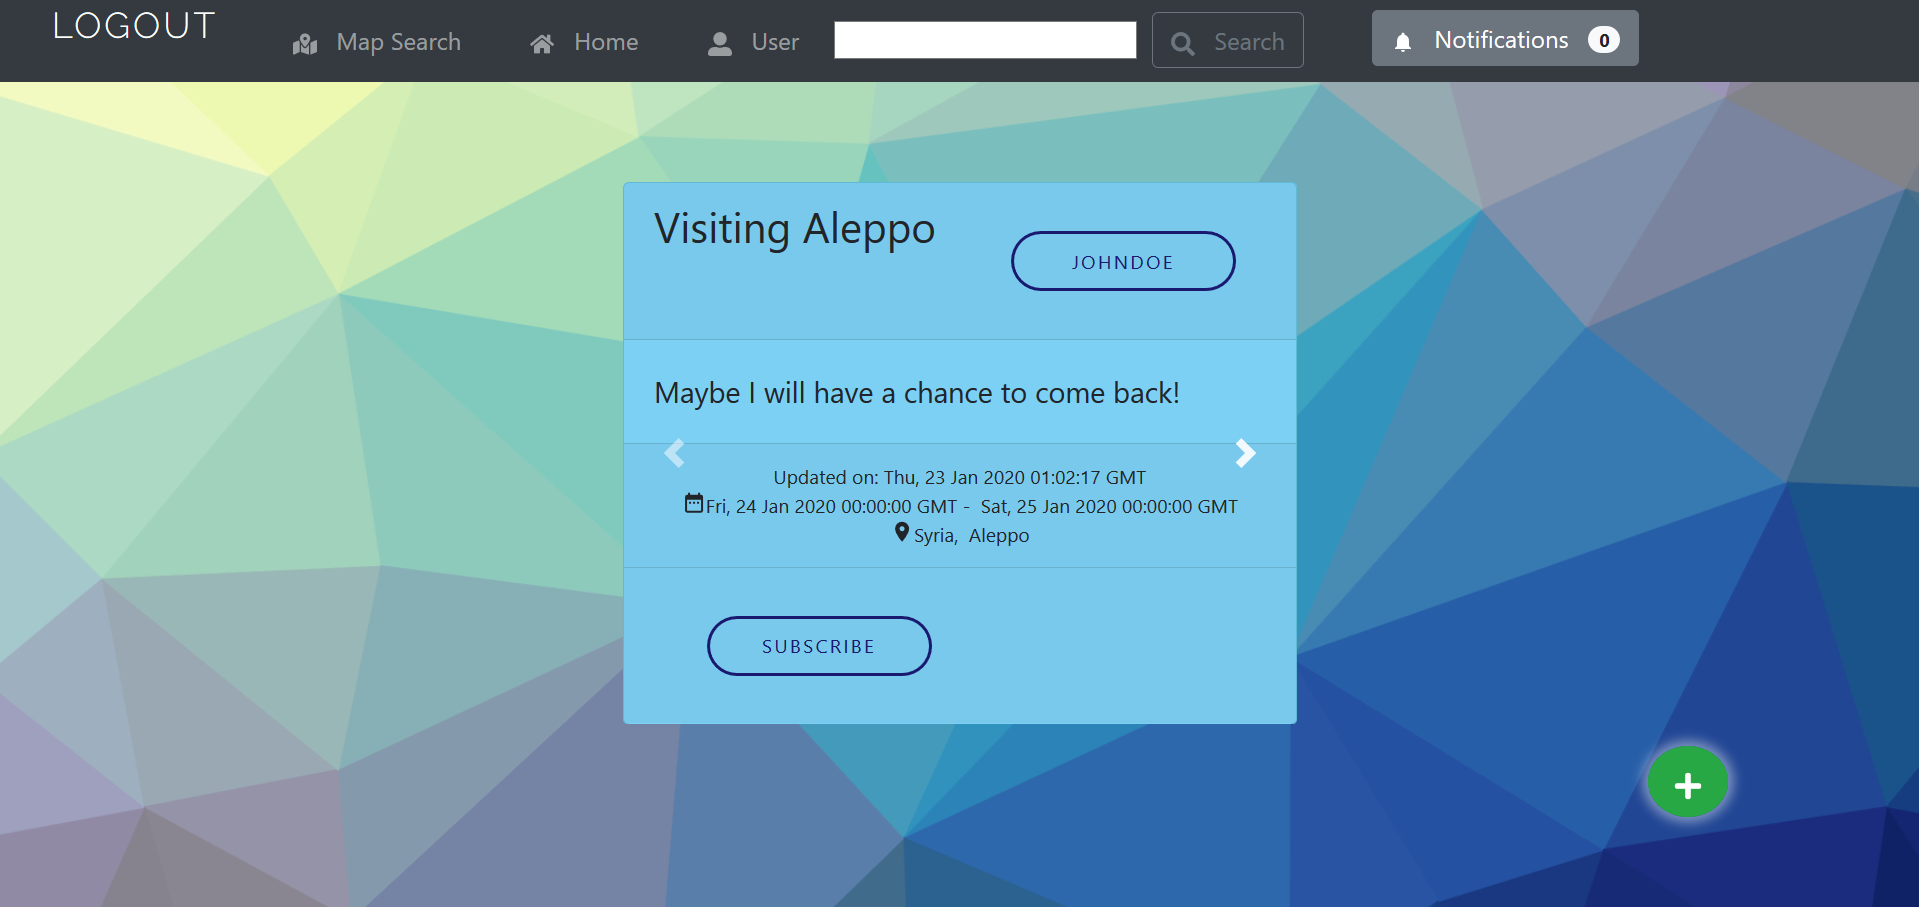 LOGOUT
Map Search
Home
User
Search
Notifications 0
Visiting Aleppo
JOHNDOE
Maybe I will have a chance to come back!
Updated on: Thu, 23 Jan 2020 01:02:17 GMT
Fri, 24 Jan 2020 00:00:00 GMT - Sat, 25 Jan 2020 00:00:00 GMT
Syria, Aleppo
SUBSCRIBE